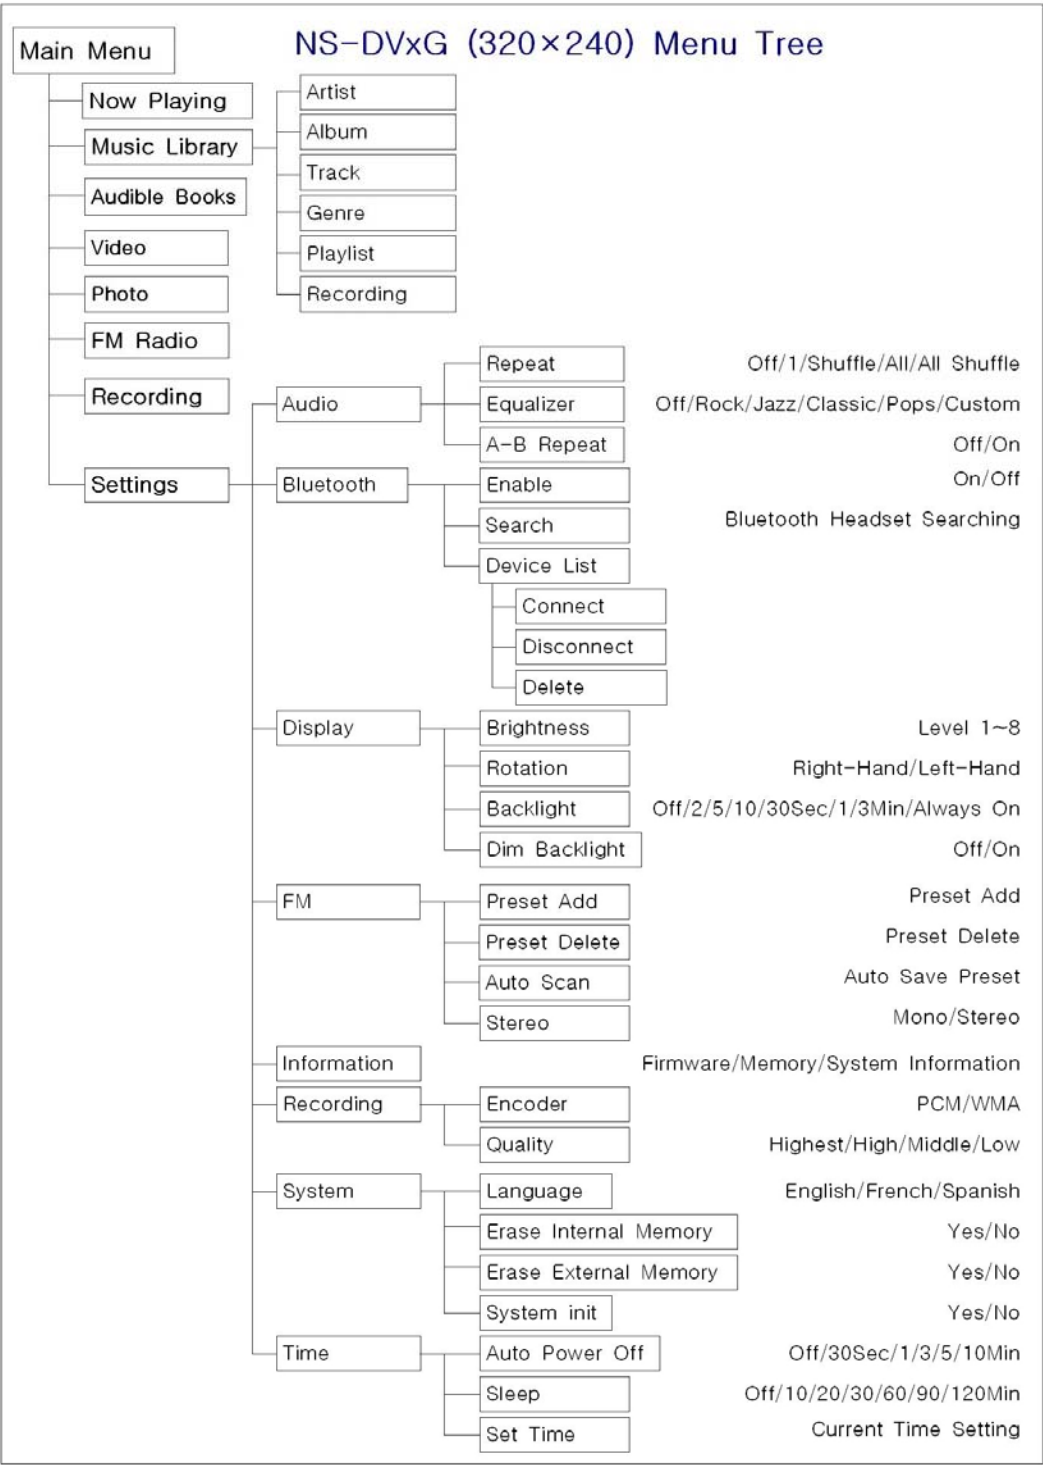 NS-DVxG (320×240) Menu Tree
Main Menu
Now Playing
Music Library
Artist
Album
Track
Genre
Playlist
Recording
Audible Books
Video
Photo
FM Radio
Recording
Settings
Audio
Repeat Off/1/Shuffle/All/All Shuffle
Equalizer Off/Rock/Jazz/Classic/Pops/Custom
A-B Repeat Off/On
Bluetooth
Enable On/Off
Search Bluetooth Headset Searching
Device List
Connect
Disconnect
Delete
Display
Brightness Level 1~8
Rotation Right-Hand/Left-Hand
Backlight Off/2/5/10/30Sec/1/3Min/Always On
Dim Backlight Off/On
FM
Preset Add Preset Add
Preset Delete Preset Delete
Auto Scan Auto Save Preset
Stereo Mono/Stereo
Information Firmware/Memory/System Information
Recording
Encoder PCM/WMA
Quality Highest/High/Middle/Low
System
Language English/French/Spanish
Erase Internal Memory Yes/No
Erase External Memory Yes/No
System init Yes/No
Time
Auto Power Off Off/30Sec/1/3/5/10Min
Sleep Off/10/20/30/60/90/120Min
Set Time Current Time Setting